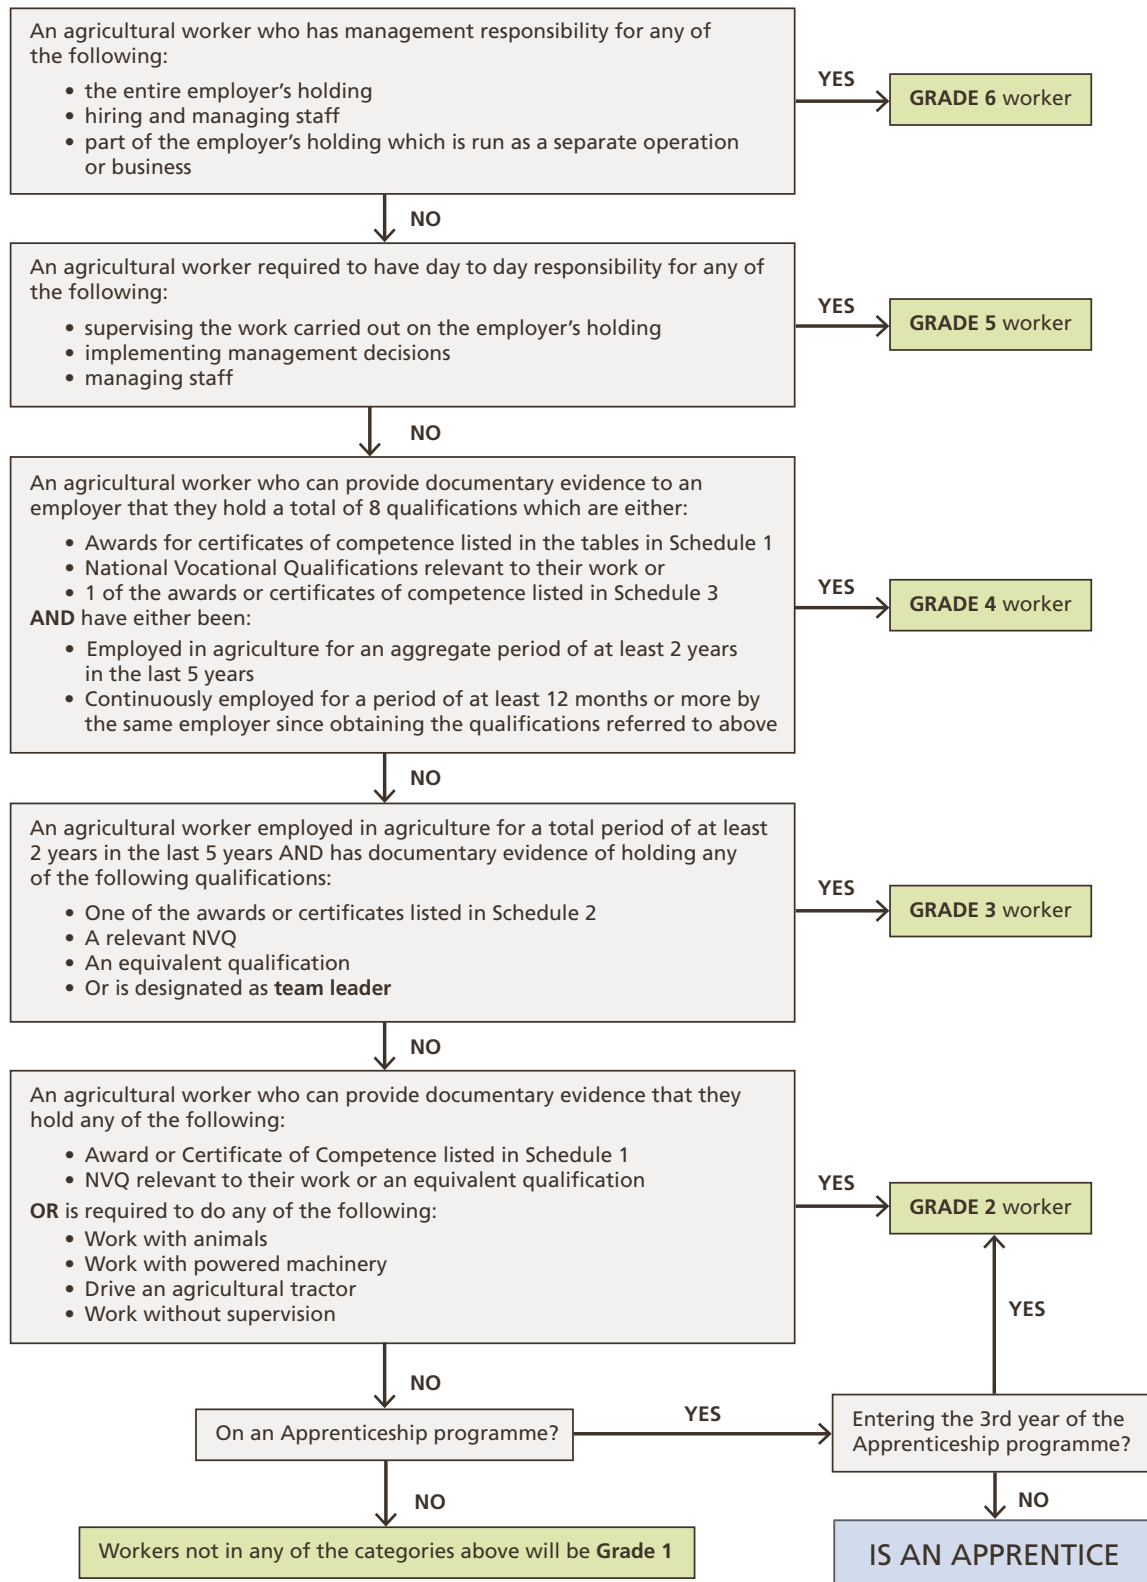 An agricultural worker who has management responsibility for any of
the following:
• the entire employer's holding
• hiring and managing staff
• part of the employer's holding which is run as a separate operation
or business
YES
GRADE 6 worker
NO
An agricultural worker required to have day to day responsibility for any of
the following:
• supervising the work carried out on the employer's holding
• implementing management decisions
• managing staff
YES
GRADE 5 worker
NO
An agricultural worker who can provide documentary evidence to an
employer that they hold a total of 8 qualifications which are either:
• Awards for certificates of competence listed in the tables in Schedule 1
• National Vocational Qualifications relevant to their work or
• 1 of the awards or certificates of competence listed in Schedule 3
AND have either been:
• Employed in agriculture for an aggregate period of at least 2 years
in the last 5 years
• Continuously employed for a period of at least 12 months or more by
the same employer since obtaining the qualifications referred to above
YES
GRADE 4 worker
NO
An agricultural worker employed in agriculture for a total period of at least
2 years in the last 5 years AND has documentary evidence of holding any
of the following qualifications:
• One of the awards or certificates listed in Schedule 2
• A relevant NVQ
• An equivalent qualification
• Or is designated as team leader
YES
GRADE 3 worker
NO
An agricultural worker who can provide documentary evidence that they
hold any of the following:
• Award or Certificate of Competence listed in Schedule 1
• NVQ relevant to their work or an equivalent qualification
OR is required to do any of the following:
• Work with animals
• Work with powered machinery
• Drive an agricultural tractor
• Work without supervision
YES
GRADE 2 worker
YES
NO
On an Apprenticeship programme?
YES
Entering the 3rd year of the
Apprenticeship programme?
NO
NO
Workers not in any of the categories above will be Grade 1
IS AN APPRENTICE